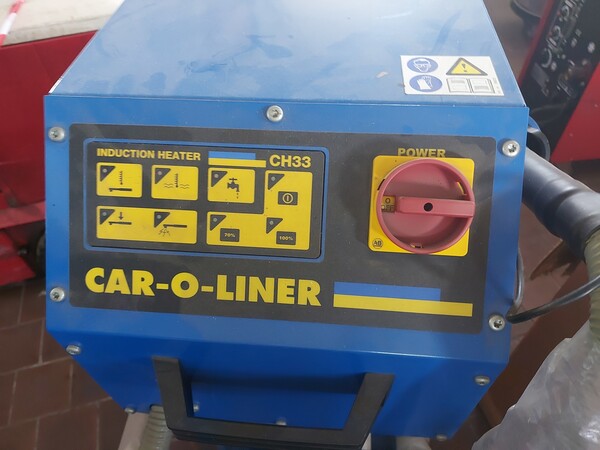 POWER
INDUCTION HEATER CH33
70% 100%
CAR-O-LINER